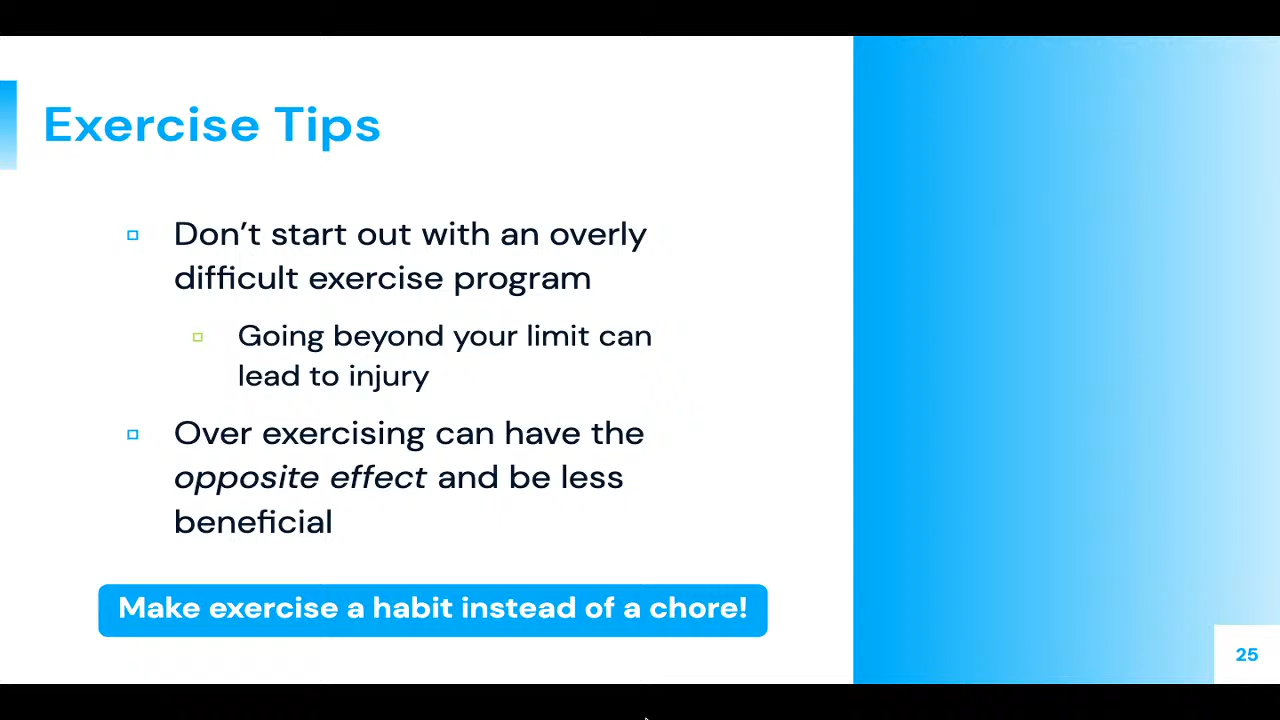 Exercise Tips
Don’t start out with an overly
difficult exercise program
Going beyond your limit can
lead to injury
Over exercising can have the
opposite effect and be less
beneficial
Make exercise a habit instead of a chore!
25